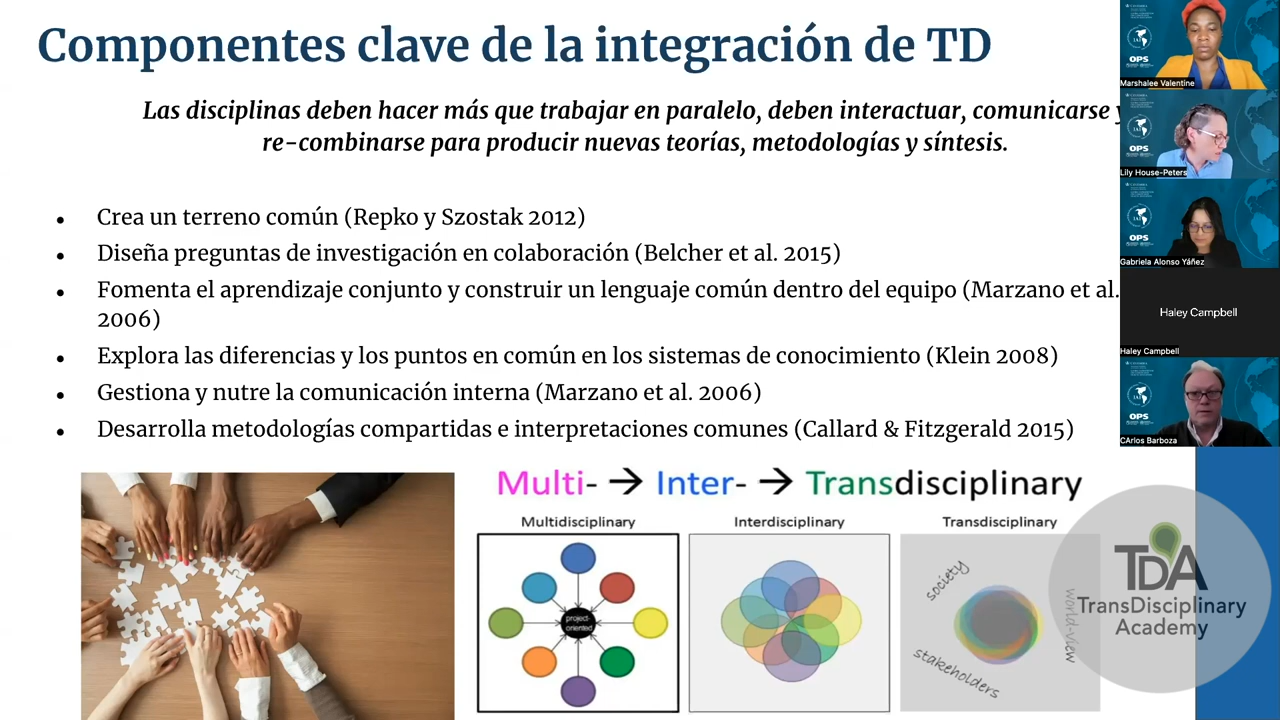 Componentes clave de la integración de TD
Las disciplinas deben hacer más que trabajar en paralelo, deben interactuar, comunicarse y
re-combinarse para producir nuevas teorías, metodologías y síntesis.
• Crea un terreno común (Repko y Szostak 2012)
• Diseña preguntas de investigación en colaboración (Belcher et al. 2015)
• Fomenta el aprendizaje conjunto y construir un lenguaje común dentro del equipo (Marzano et al.
2006)
• Explora las diferencias y los puntos en común en los sistemas de conocimiento (Klein 2008)
• Gestiona y nutre la comunicación interna (Marzano et al. 2006)
• Desarrolla metodologías compartidas e interpretaciones comunes (Callard & Fitzgerald 2015)
Multi- → Inter- → Transdisciplinary
Multidisciplinary
Interdisciplinary
Transdisciplinary
project-
oriented
society
world-view
stakeholders
TDA
TransDisciplinary
Academy
IAI
OPS
Marshalee Valentine
IAI
OPS
Lily House-Peters
IAI
OPS
Gabriela Alonso Yáñez
Haley Campbell
Haley Campbell
IAI
OPS
CArlos Barboza